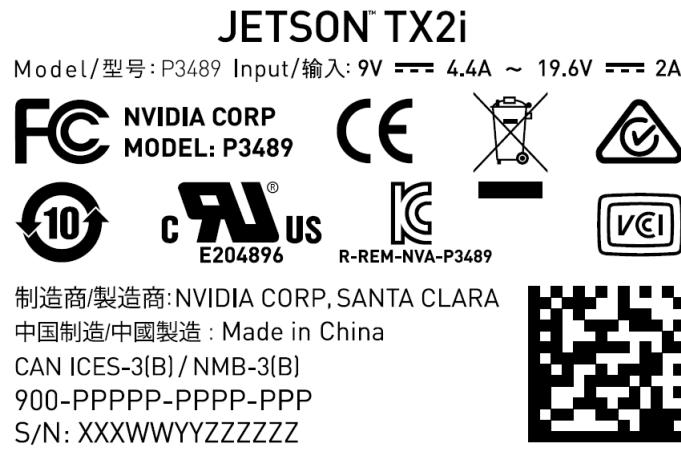 JETSON™ TX2i
Model/型号: P3489 Input/输入: 9V ⎓ 4.4A ~ 19.6V ⎓ 2A
FC NVIDIA CORP
MODEL: P3489
CE
10
c RU® US
E204896
KC
R-REM-NVA-P3489
VCI
制造商/製造商: NVIDIA CORP, SANTA CLARA
中国制造/中國製造 : Made in China
CAN ICES-3(B) / NMB-3(B)
900-PPPPP-PPPP-PPP
S/N: XXXWWYYZZZZZZ